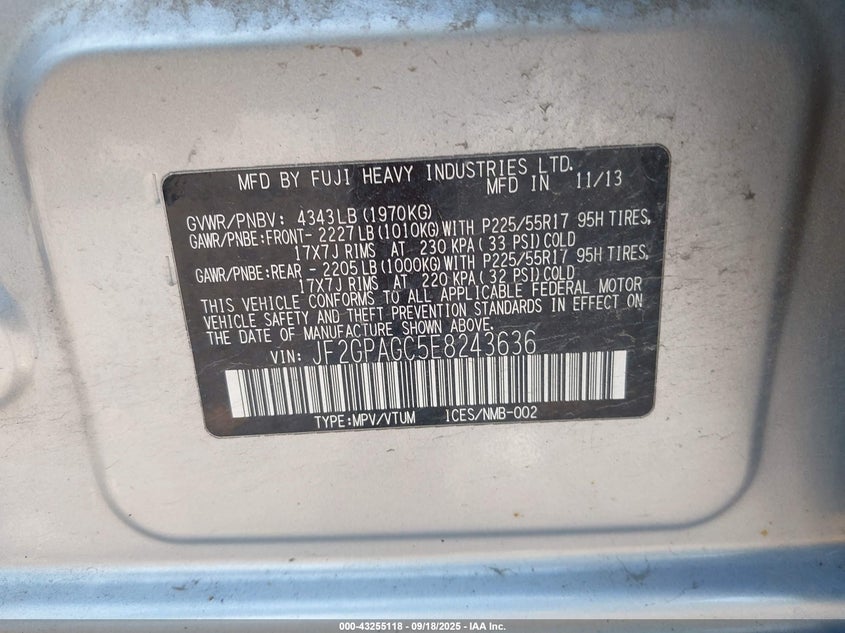 MFD BY FUJI HEAVY INDUSTRIES LTD.
MFD IN 11/13
GVWR/PNBV: 4343LB(1970KG)
GAWR/PNBE:FRONT- 2227LB(1010KG)WITH P225/55R17 95H TIRES,
17X7J RIMS AT 230 KPA(33 PSI)COLD
GAWR/PNBE:REAR - 2205LB(1000KG)WITH P225/55R17 95H TIRES,
17X7J RIMS AT 220 KPA(32 PSI)COLD
THIS VEHICLE CONFORMS TO ALL APPLICABLE FEDERAL MOTOR
VEHICLE SAFETY AND THEFT PREVENTION STANDARDS IN EFFECT ON
THE DATE OF MANUFACTURE SHOWN ABOVE.
VIN: JF2GPAGC5E8243636
TYPE:MPV/VTUM 1CES/NMB-002
000-43255118 - 09/18/2025 - IAA Inc.